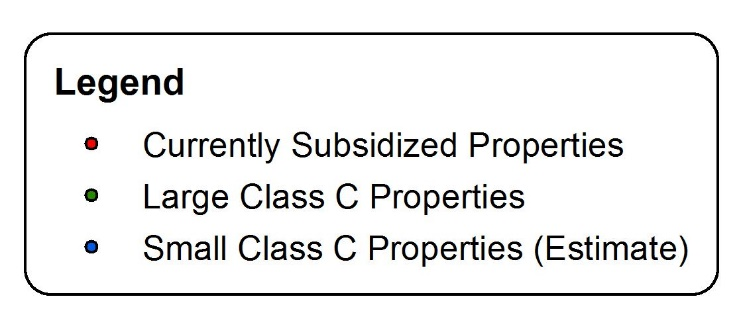 Legend
Currently Subsidized Properties
Large Class C Properties
Small Class C Properties (Estimate)